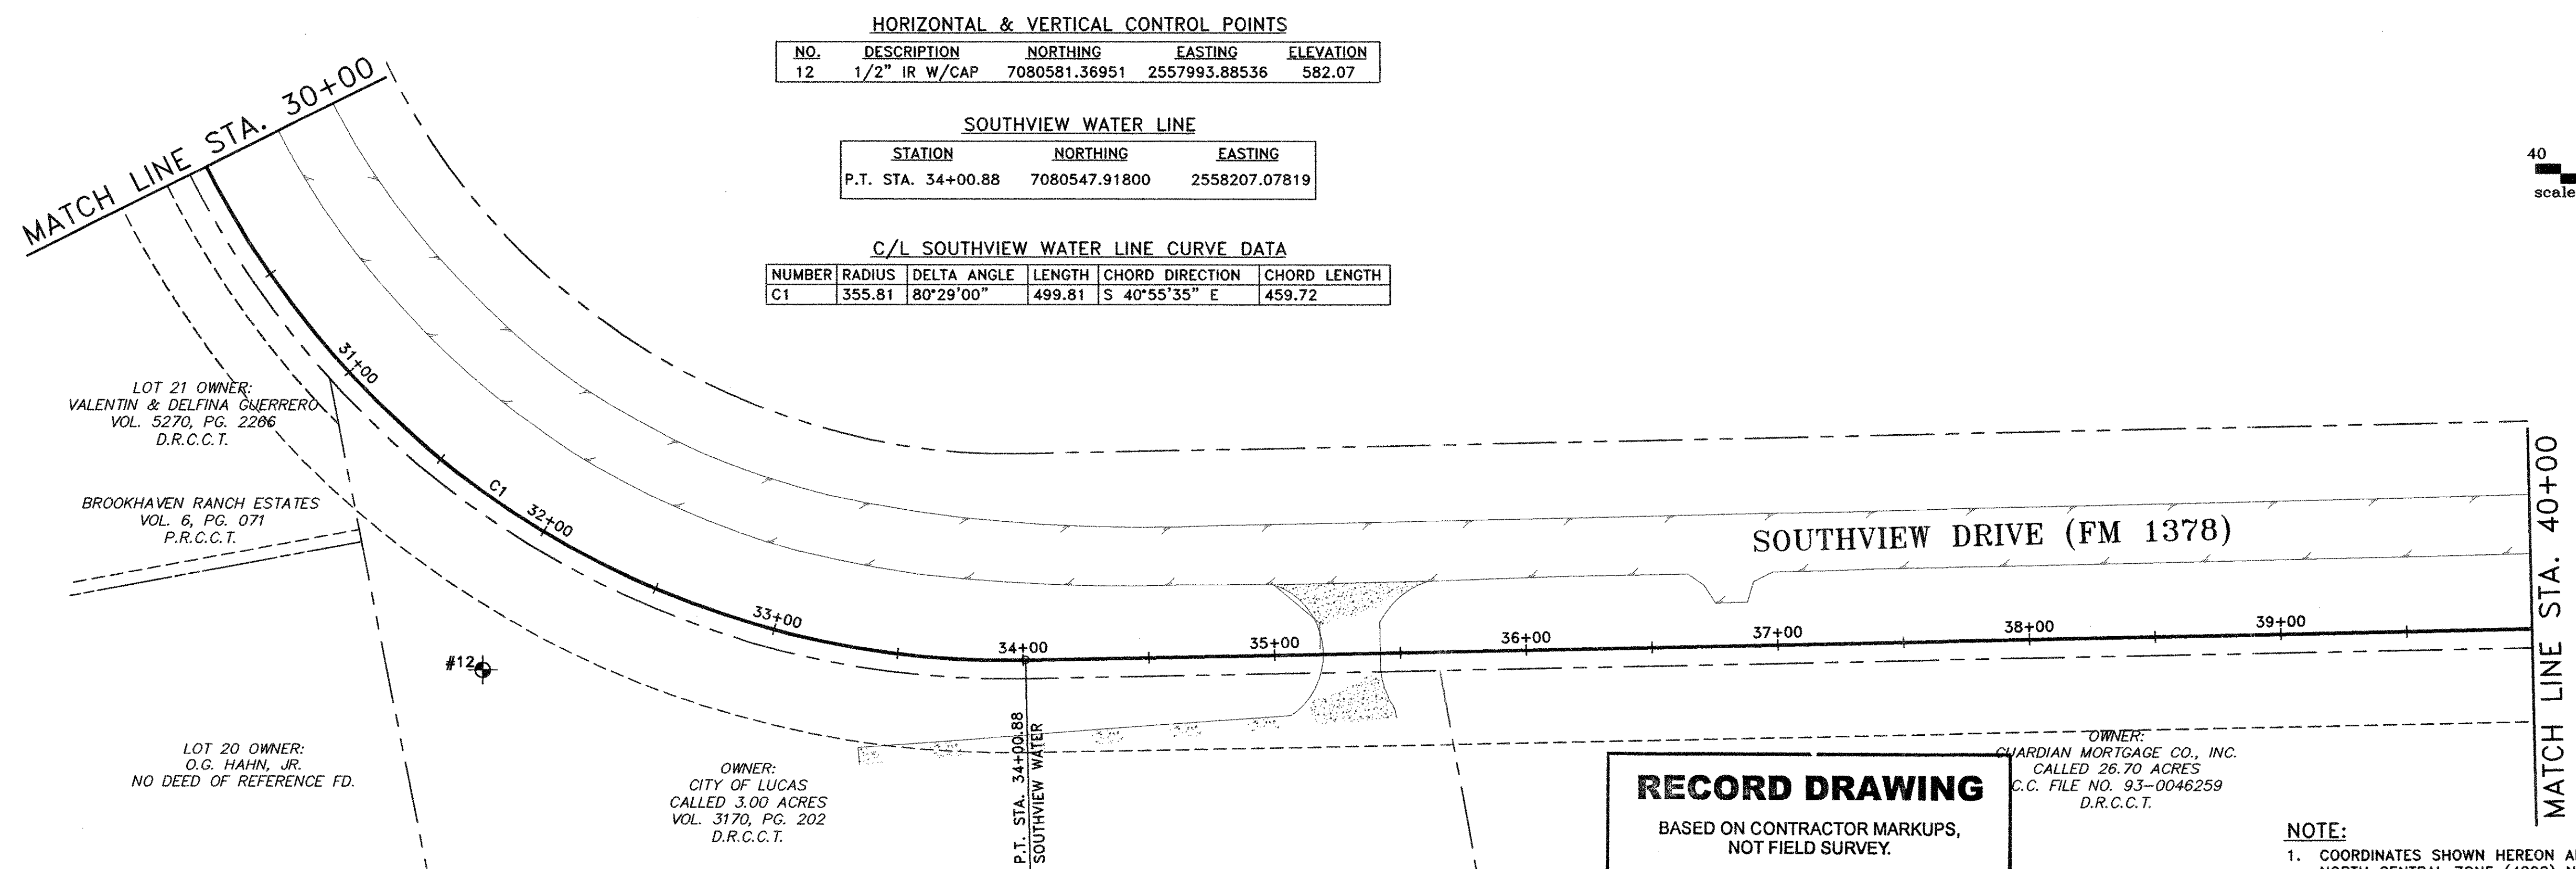 HORIZONTAL & VERTICAL CONTROL POINTS
NO. DESCRIPTION NORTHING EASTING ELEVATION
12 1/2" IR W/CAP 7080581.36951 2557993.88536 582.07
SOUTHVIEW WATER LINE
STATION NORTHING EASTING
P.T. STA. 34+00.88 7080547.91800 2558207.07819
C/L SOUTHVIEW WATER LINE CURVE DATA
NUMBER RADIUS DELTA ANGLE LENGTH CHORD DIRECTION CHORD LENGTH
C1 355.81 80°29'00" 499.81 S 40°55'35" E 459.72
40
scale
MATCH LINE STA. 30+00
31+00
C1
32+00
33+00
34+00
35+00
36+00
37+00
38+00
39+00
SOUTHVIEW DRIVE (FM 1378)
MATCH LINE STA. 40+00
LOT 21 OWNER:
VALENTIN & DELFINA GUERRERO
VOL. 5270, PG. 2266
D.R.C.C.T.
BROOKHAVEN RANCH ESTATES
VOL. 6, PG. 071
P.R.C.C.T.
#12
LOT 20 OWNER:
O.G. HAHN, JR.
NO DEED OF REFERENCE FD.
OWNER:
CITY OF LUCAS
CALLED 3.00 ACRES
VOL. 3170, PG. 202
D.R.C.C.T.
P.T. STA. 34+00.88
SOUTHVIEW WATER
RECORD DRAWING
BASED ON CONTRACTOR MARKUPS,
NOT FIELD SURVEY.
OWNER:
GUARDIAN MORTGAGE CO., INC.
CALLED 26.70 ACRES
C.C. FILE NO. 93-0046259
D.R.C.C.T.
NOTE:
1. COORDINATES SHOWN HEREON